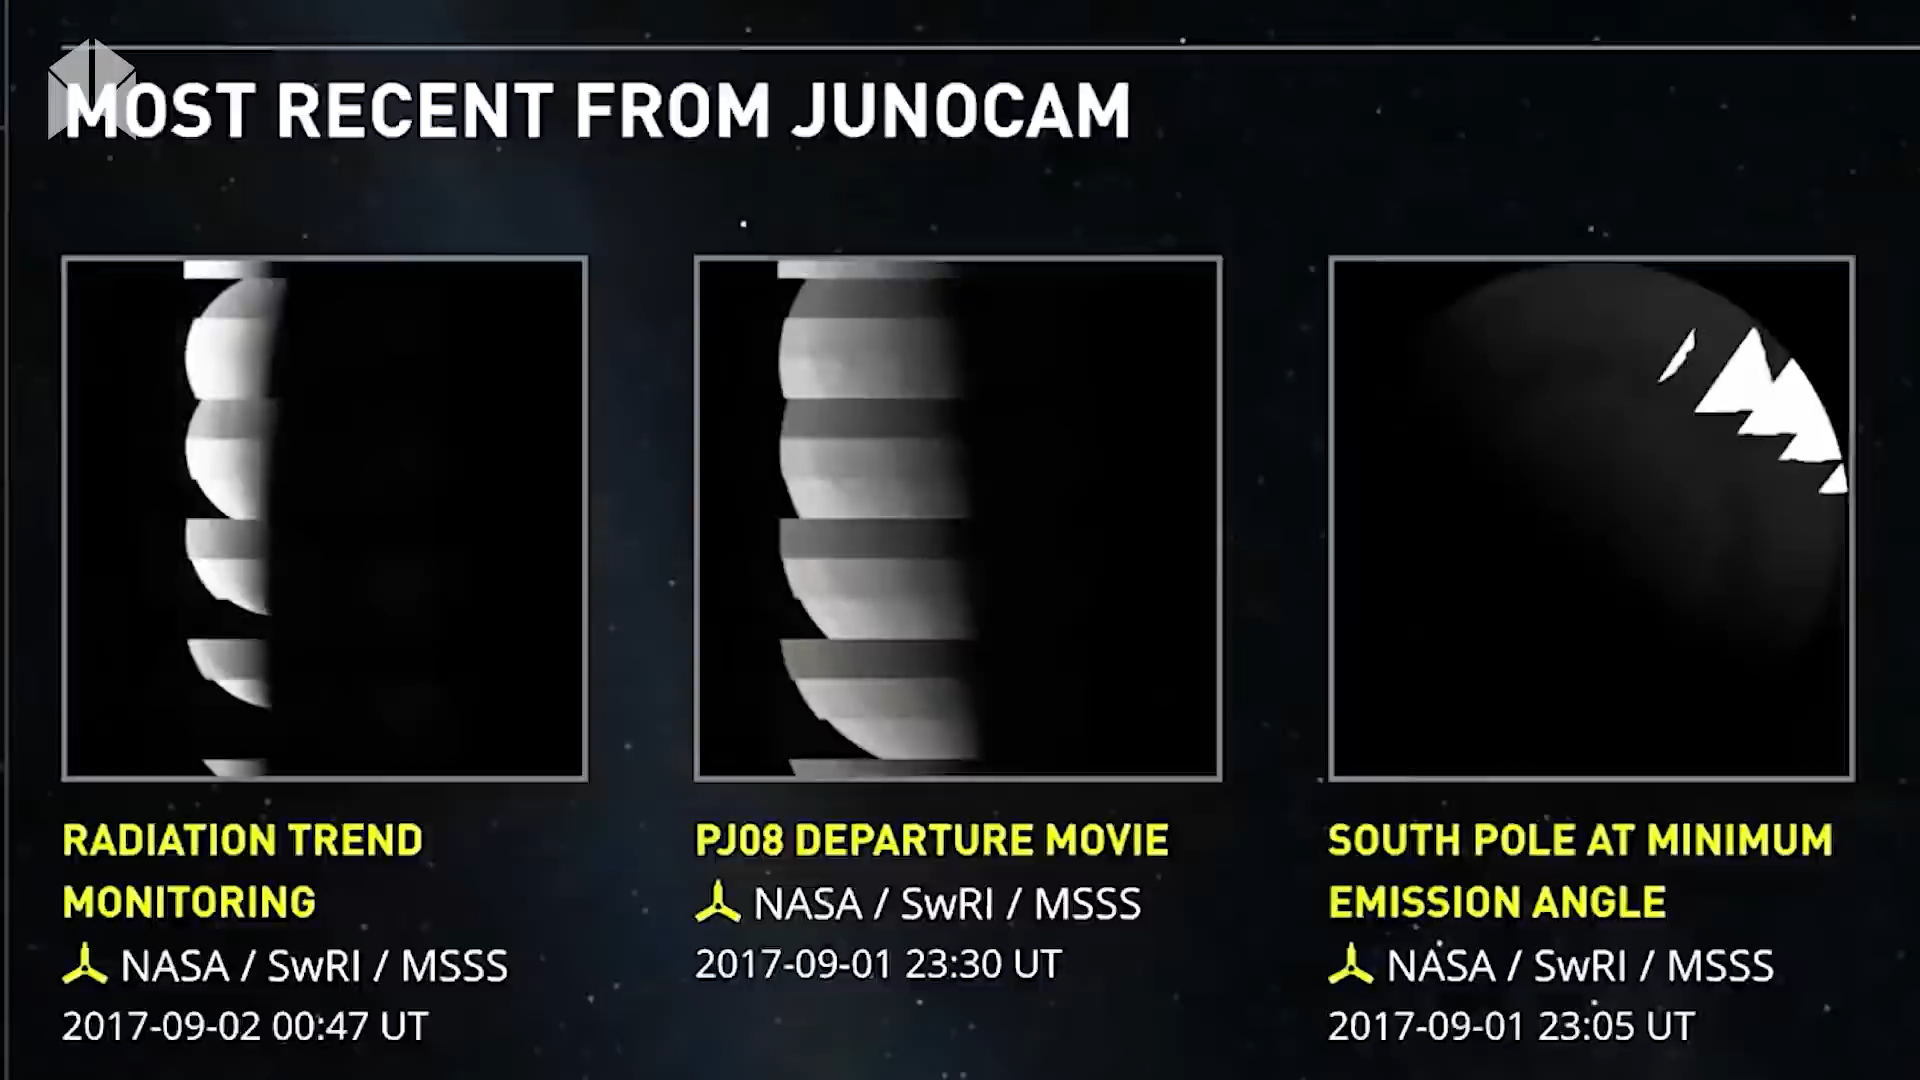 MOST RECENT FROM JUNOCAM
RADIATION TREND
MONITORING
NASA / SwRI / MSSS
2017-09-02 00:47 UT
PJ08 DEPARTURE MOVIE
NASA / SwRI / MSSS
2017-09-01 23:30 UT
SOUTH POLE AT MINIMUM
EMISSION ANGLE
NASA / SwRI / MSSS
2017-09-01 23:05 UT